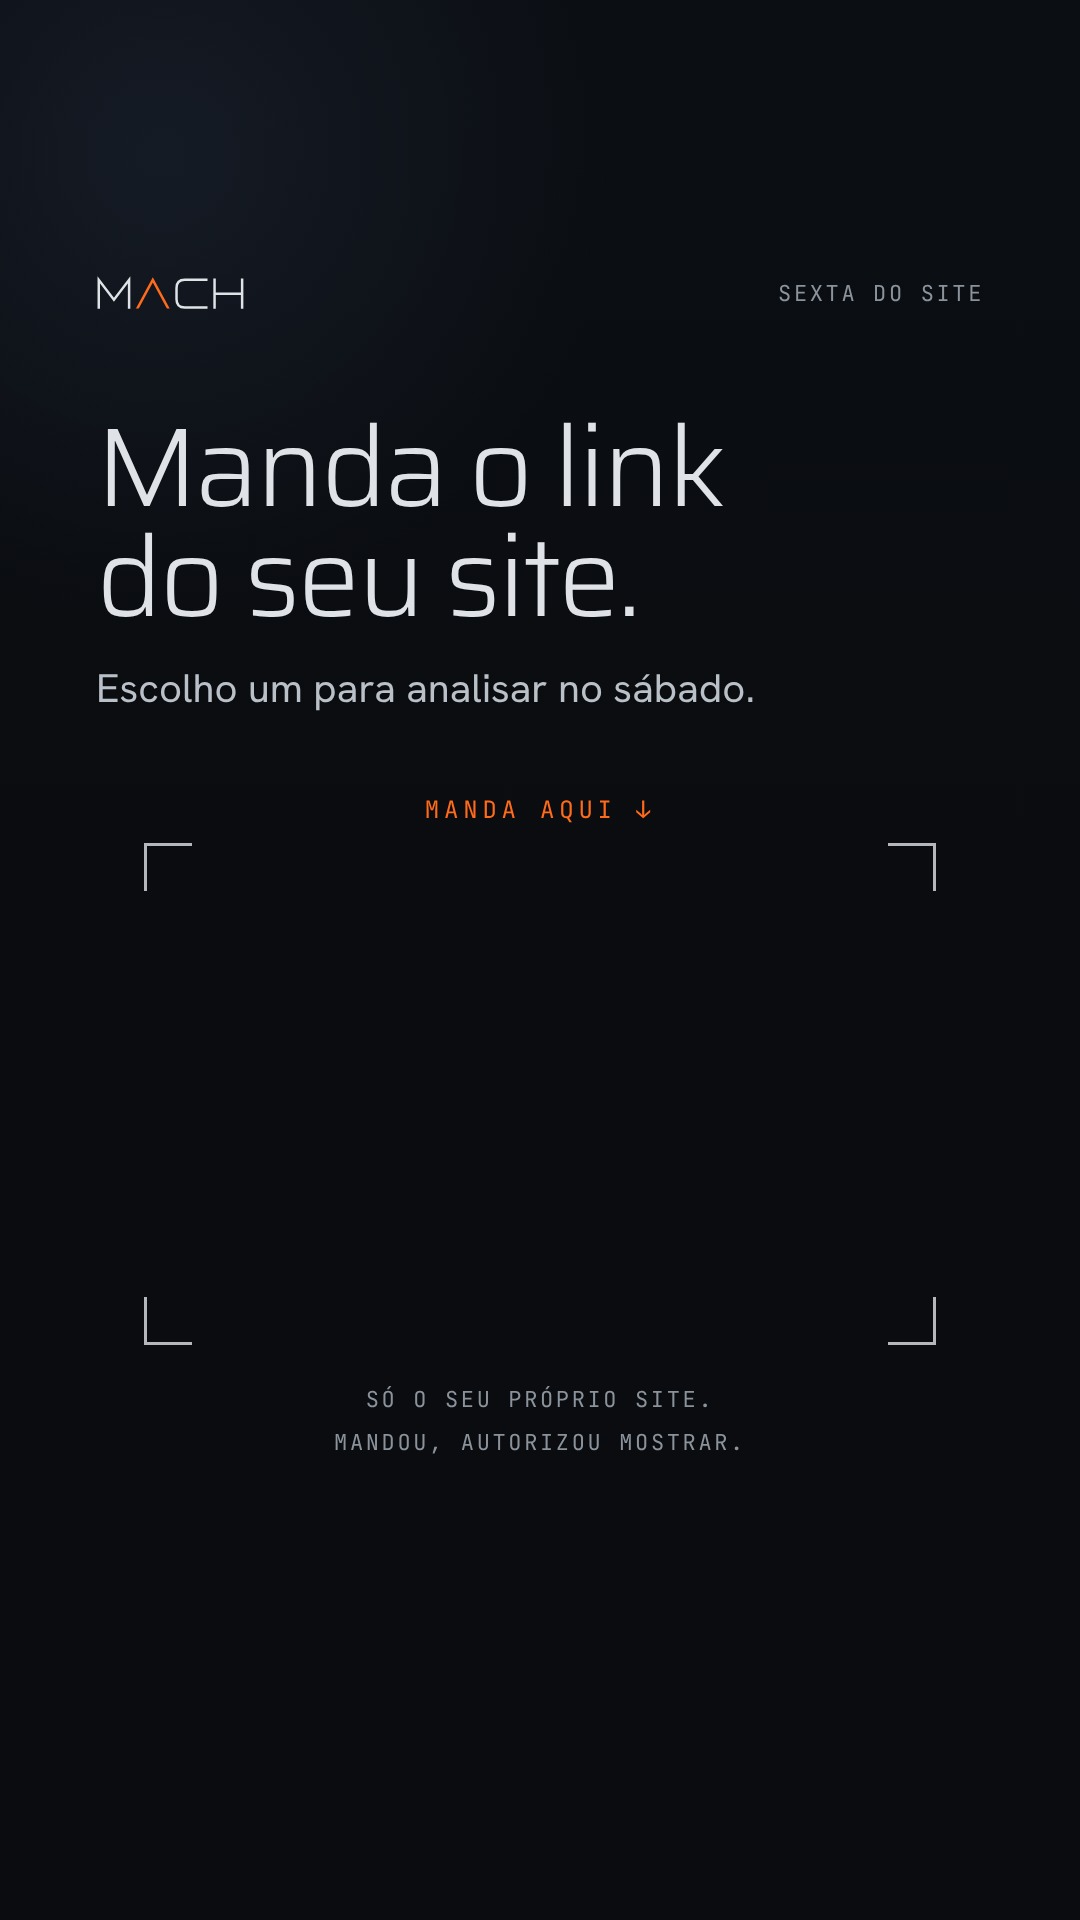 MACH
SEXTA DO SITE
Manda o link
do seu site.
Escolho um para analisar no sábado.
MANDA AQUI ↓
SÓ O SEU PRÓPRIO SITE.
MANDOU, AUTORIZOU MOSTRAR.